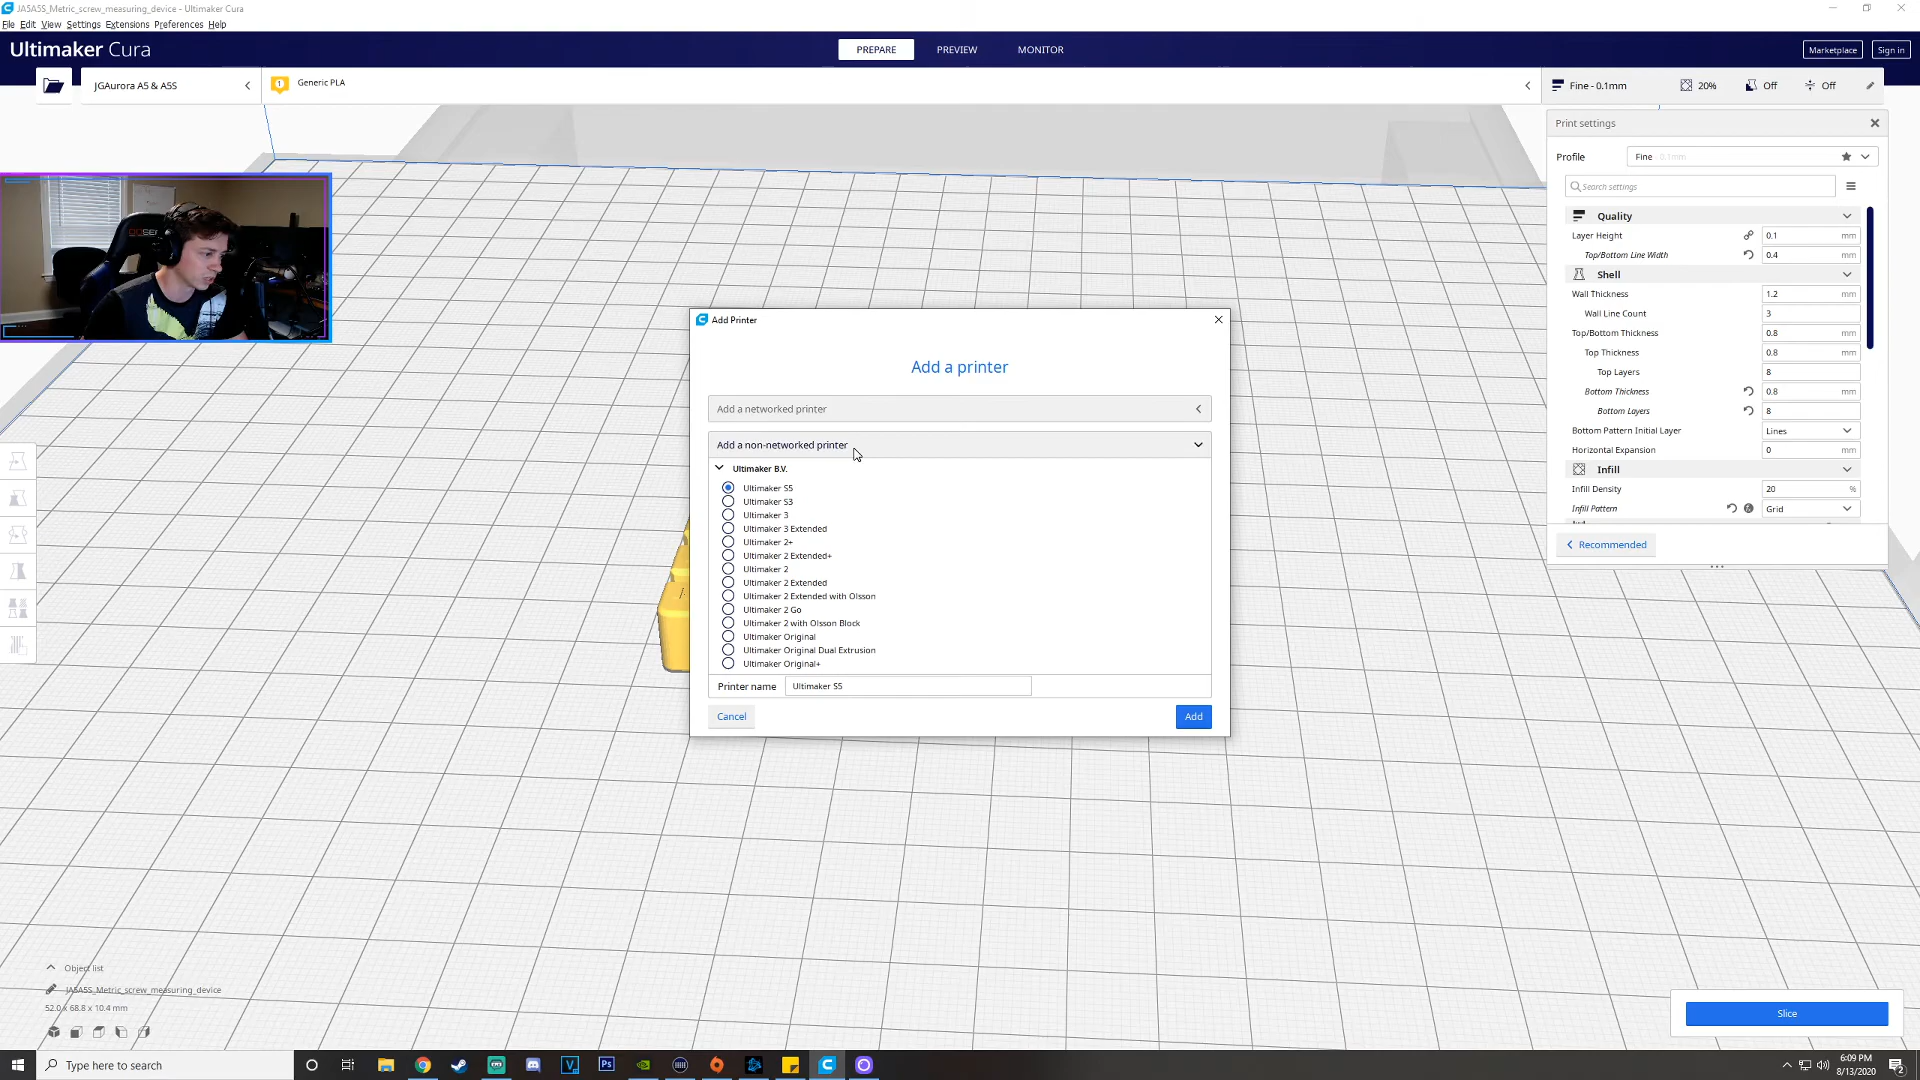 JA5A5S_Metric_screw_measuring_device - Ultimaker Cura
File Edit View Settings Extensions Preferences Help
Ultimaker Cura
PREPARE
PREVIEW
MONITOR
Marketplace
Sign in
JGAurora A5 & A5S
1
Generic PLA
Fine - 0.1mm
20%
Off
Off
Print settings
Profile
Fine 0.1mm
Search settings
Quality
Layer Height 0.1 mm
Top/Bottom Line Width 0.4 mm
Shell
Wall Thickness 1.2 mm
Wall Line Count 3
Top/Bottom Thickness 0.8 mm
Top Thickness 0.8 mm
Top Layers 8
Bottom Thickness 0.8 mm
Bottom Layers 8
Bottom Pattern Initial Layer Lines
Horizontal Expansion 0 mm
Infill
Infill Density 20 %
Infill Pattern Grid
Recommended
Add Printer
Add a printer
Add a networked printer
Add a non-networked printer
Ultimaker B.V.
Ultimaker S5
Ultimaker S3
Ultimaker 3
Ultimaker 3 Extended
Ultimaker 2+
Ultimaker 2 Extended+
Ultimaker 2
Ultimaker 2 Extended
Ultimaker 2 Extended with Olsson
Ultimaker 2 Go
Ultimaker 2 with Olsson Block
Ultimaker Original
Ultimaker Original Dual Extrusion
Ultimaker Original+
Printer name Ultimaker S5
Cancel
Add
Object list
JA5A5S_Metric_screw_measuring_device
52.0 x 68.8 x 10.4 mm
Slice
Type here to search
Ps
6:09 PM
8/13/2020
2